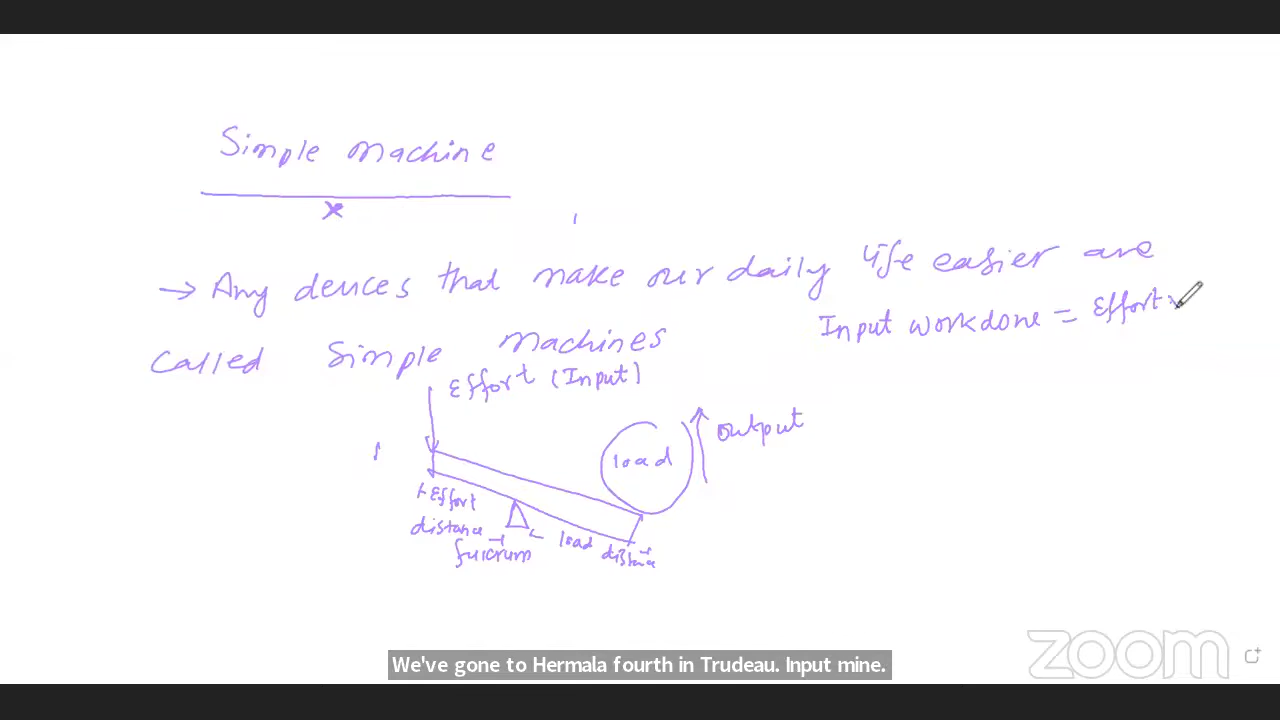 Simple Machine
→ Any devices that make our daily life easier are
called Simple machines
Input workdone = Effort ×
Effort (Input)
load
output
Effort
distance
fulcrum
load distance
We've gone to Hermala fourth in Trudeau. Input mine.
zoom